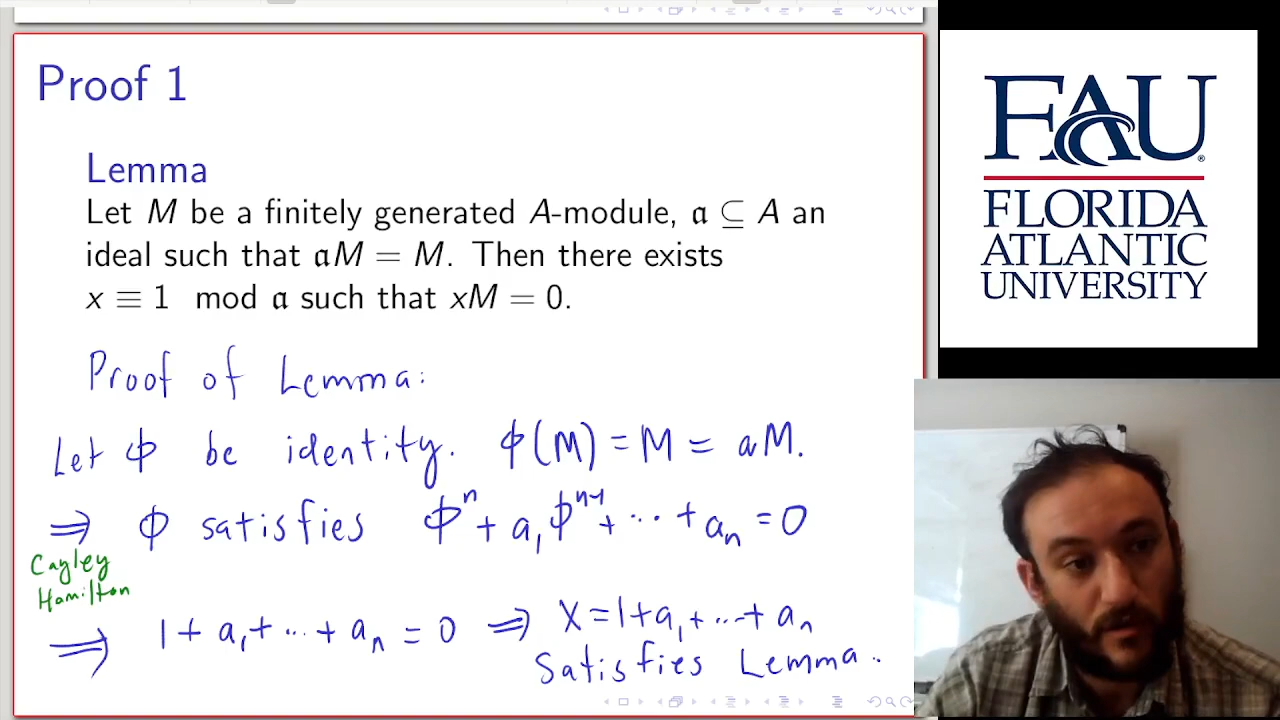 Proof 1
Lemma
Let M be a finitely generated A-module, 𝔞 ⊆ A an
ideal such that 𝔞M = M. Then there exists
x ≡ 1 mod 𝔞 such that xM = 0.
Proof of Lemma:
Let ϕ be identity. ϕ(M) = M = aM.
⇒ ϕ satisfies ϕⁿ + a₁ϕⁿ⁻¹ + ... + aₙ = 0
Cayley
Hamilton
⇒ 1 + a₁ + ... + aₙ = 0 ⇒ x = 1 + a₁ + ... + aₙ
Satisfies Lemma.
FAU
FLORIDA
ATLANTIC
UNIVERSITY